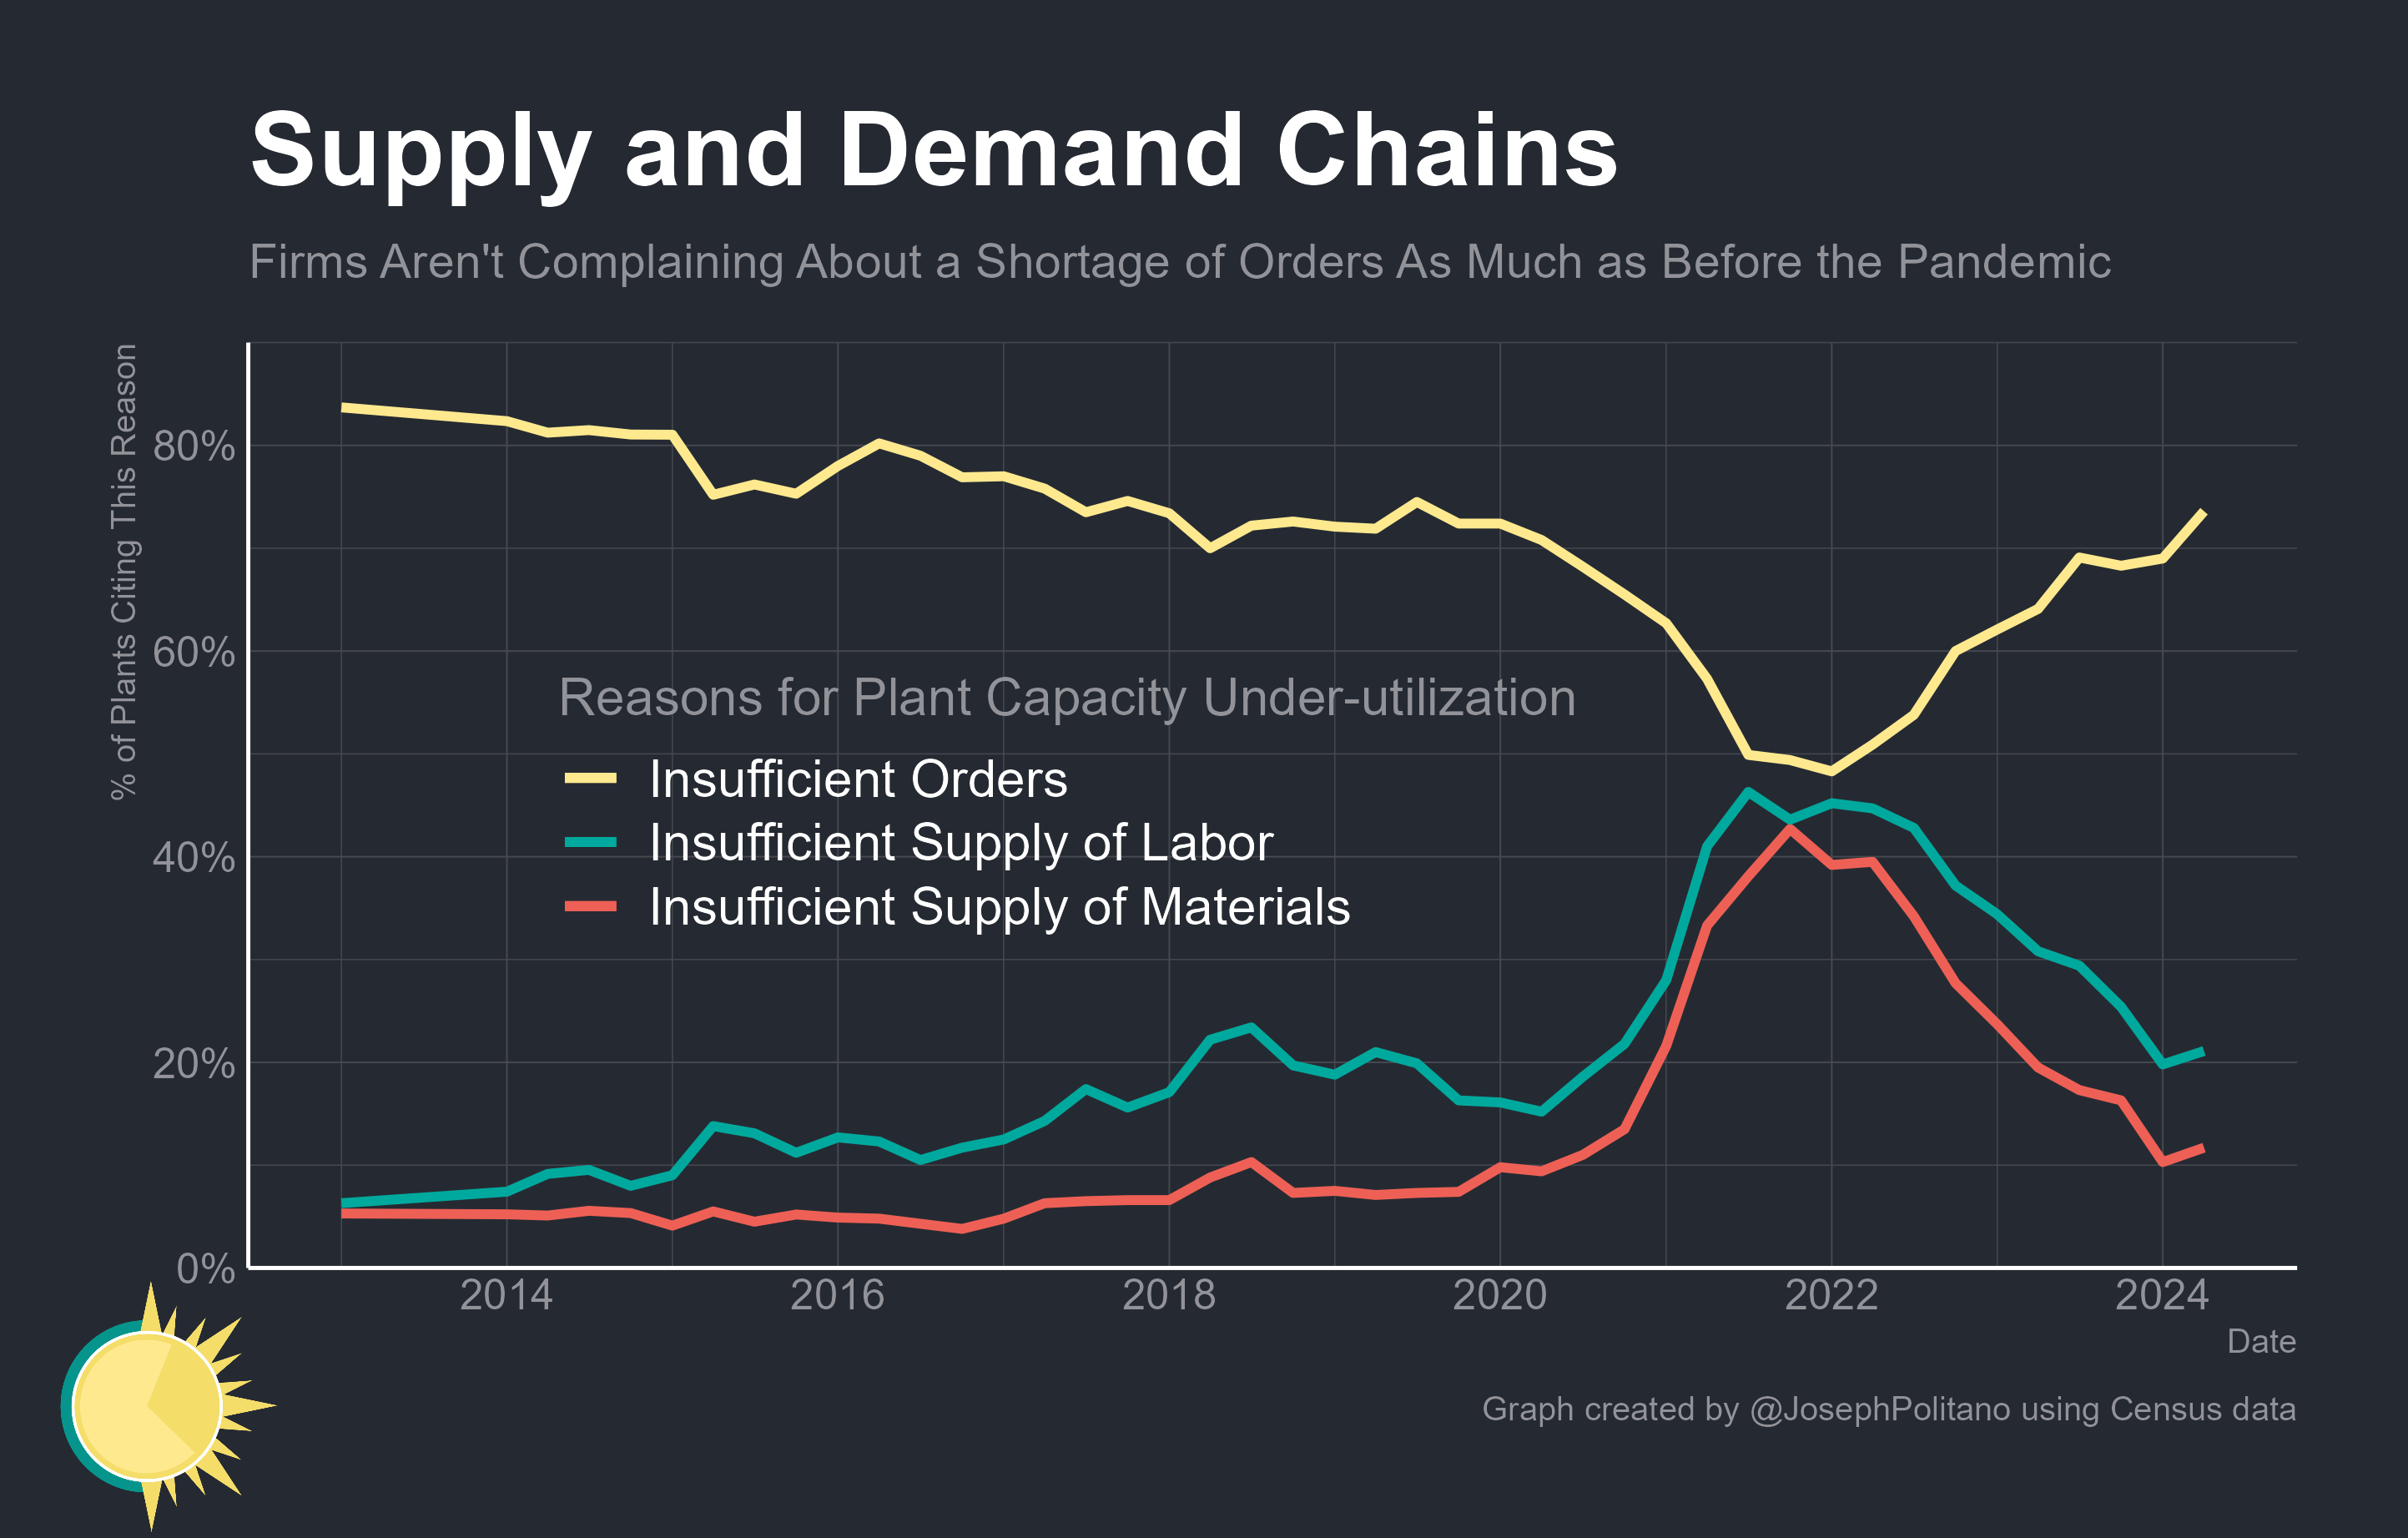 Supply and Demand Chains
Firms Aren't Complaining About a Shortage of Orders As Much as Before the Pandemic
% of Plants Citing This Reason
80%
60%
40%
20%
0%
Reasons for Plant Capacity Under-utilization
Insufficient Orders
Insufficient Supply of Labor
Insufficient Supply of Materials
2014 2016 2018 2020 2022 2024
Date
Graph created by @JosephPolitano using Census data